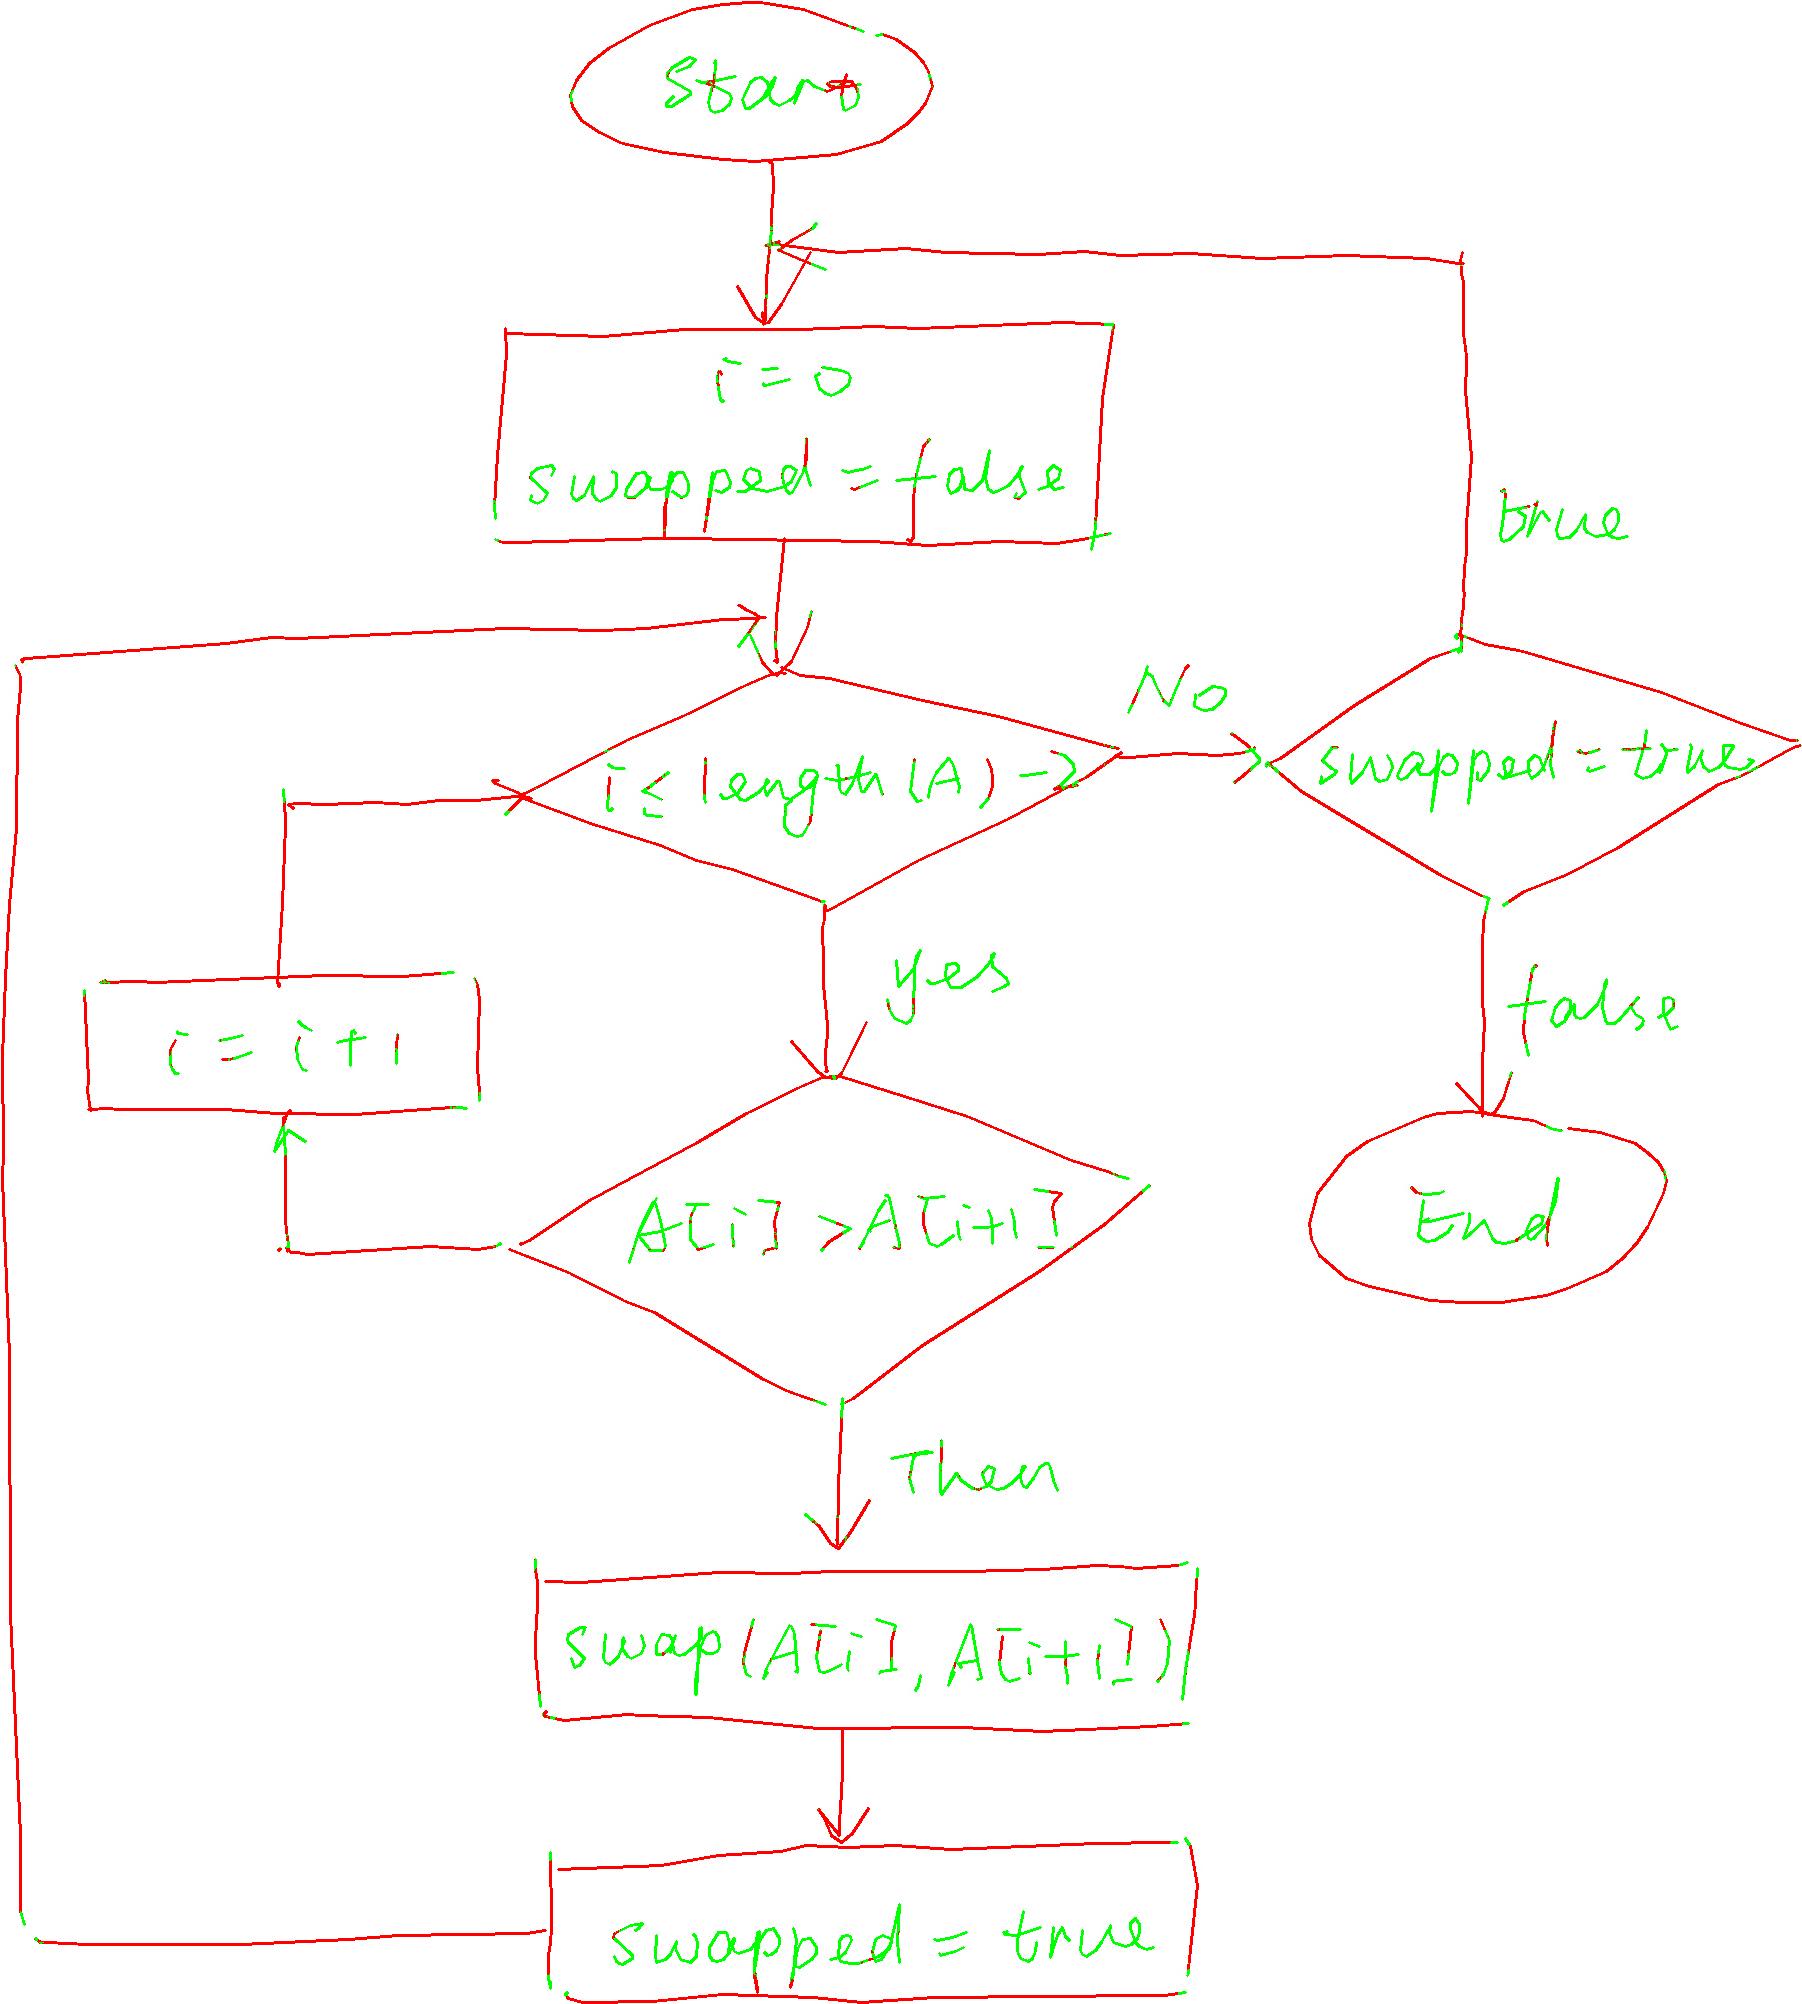 Start
i = 0
swapped = false
true
No
i ≤ length (A) - 2
swapped = true
yes
false
i = i + 1
A[i] > A[i+1]
End
Then
swap (A[i], A[i+1])
swapped = true